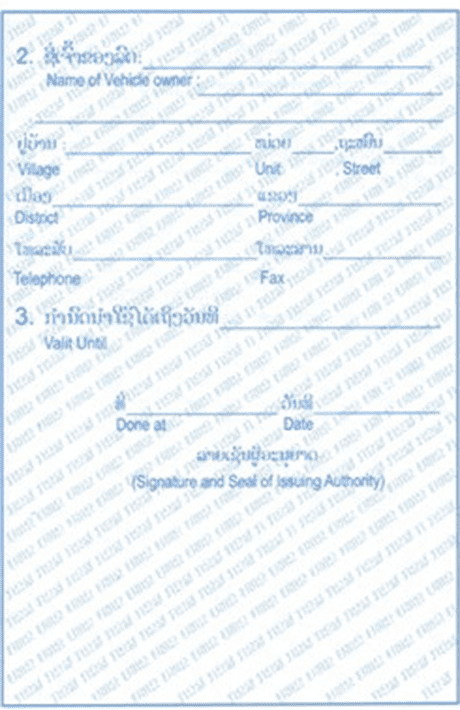 2. ຊື່ເຈົ້າຂອງລົດ:
Name of Vehicle owner :
ຢູ່ບ້ານ : ໜ່ວຍ ,ຖະໜົນ
Village Unit Street
ເມືອງ ແຂວງ
District Province
ໂທລະສັບ ໂທລະສານ
Telephone Fax
3. ກຳນົດນຳໃຊ້ໄດ້ເຖິງວັນທີ
Valit Until
ທີ່ ວັນທີ
Done at Date
ລາຍເຊັນຜູ້ອະນຸຍາດ
(Signature and Seal of Issuing Authority)